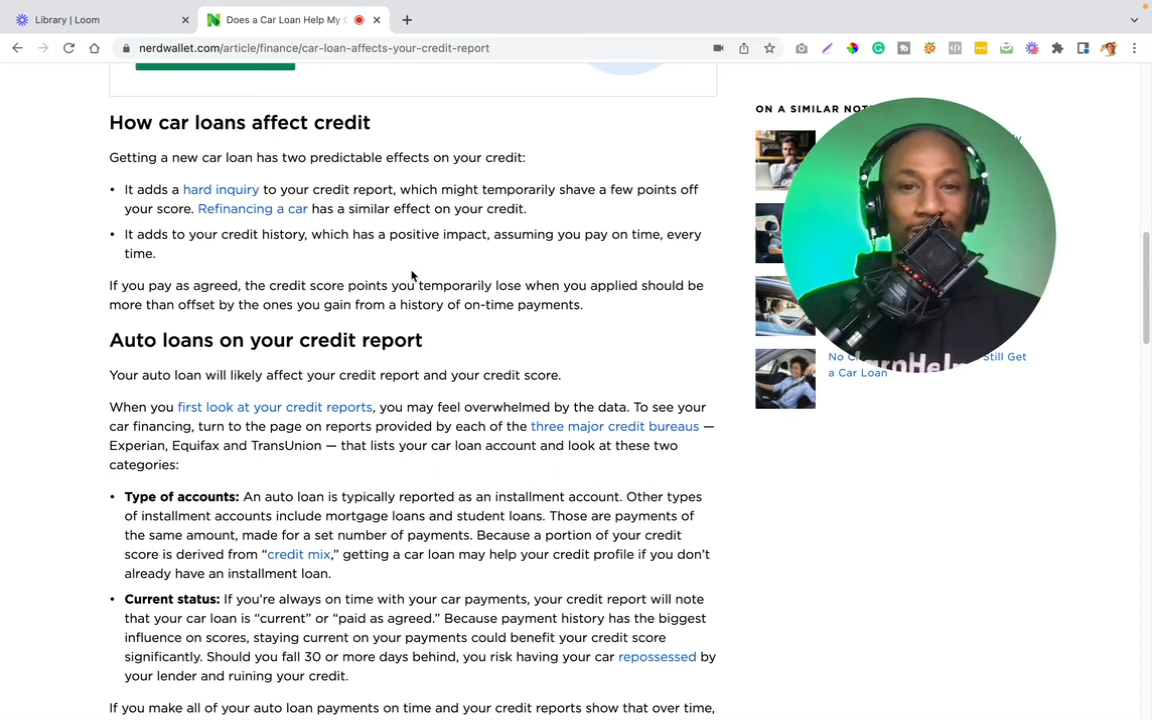 Library | Loom
Does a Car Loan Help My C
nerdwallet.com/article/finance/car-loan-affects-your-credit-report
How car loans affect credit
Getting a new car loan has two predictable effects on your credit:
• It adds a hard inquiry to your credit report, which might temporarily shave a few points off
your score. Refinancing a car has a similar effect on your credit.
• It adds to your credit history, which has a positive impact, assuming you pay on time, every
time.
If you pay as agreed, the credit score points you temporarily lose when you applied should be
more than offset by the ones you gain from a history of on-time payments.
Auto loans on your credit report
Your auto loan will likely affect your credit report and your credit score.
When you first look at your credit reports, you may feel overwhelmed by the data. To see your
car financing, turn to the page on reports provided by each of the three major credit bureaus —
Experian, Equifax and TransUnion — that lists your car loan account and look at these two
categories:
• Type of accounts: An auto loan is typically reported as an installment account. Other types
of installment accounts include mortgage loans and student loans. Those are payments of
the same amount, made for a set number of payments. Because a portion of your credit
score is derived from “credit mix,” getting a car loan may help your credit profile if you don’t
already have an installment loan.
• Current status: If you’re always on time with your car payments, your credit report will note
that your car loan is “current” or “paid as agreed.” Because payment history has the biggest
influence on scores, staying current on your payments could benefit your credit score
significantly. Should you fall 30 or more days behind, you risk having your car repossessed by
your lender and ruining your credit.
If you make all of your auto loan payments on time and your credit reports show that over time,
ON A SIMILAR
No Still Get
a Car Loan